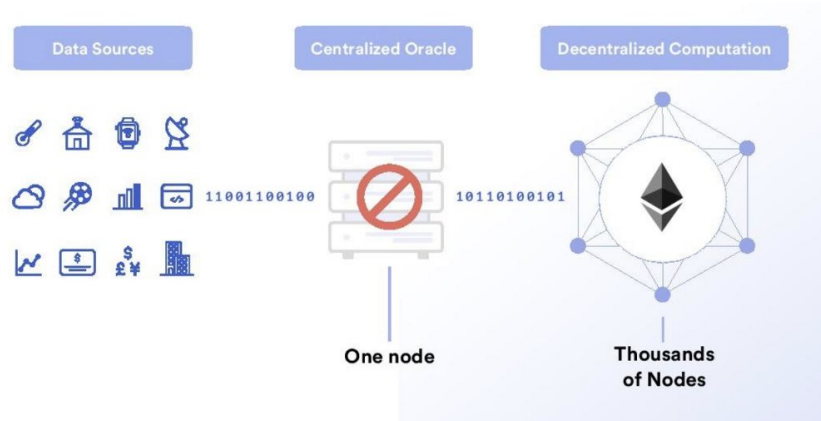 Data Sources
Centralized Oracle
Decentralized Computation
11001100100
10110100101
</>
$
$
£ ¥
One node
Thousands
of Nodes